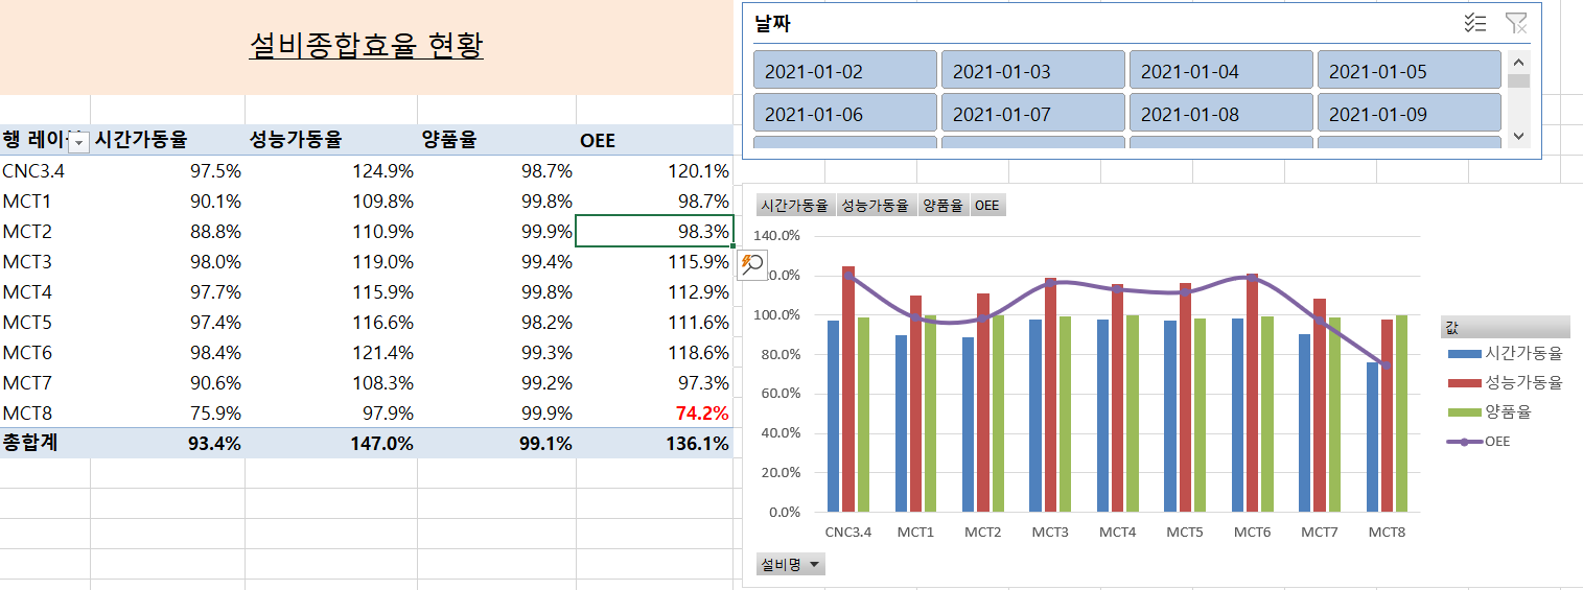 설비종합효율 현황
행 레이 시간가동율 성능가동율 양품율 OEE
CNC3.4 97.5% 124.9% 98.7% 120.1%
MCT1 90.1% 109.8% 99.8% 98.7%
MCT2 88.8% 110.9% 99.9% 98.3%
MCT3 98.0% 119.0% 99.4% 115.9%
MCT4 97.7% 115.9% 99.8% 112.9%
MCT5 97.4% 116.6% 98.2% 111.6%
MCT6 98.4% 121.4% 99.3% 118.6%
MCT7 90.6% 108.3% 99.2% 97.3%
MCT8 75.9% 97.9% 99.9% 74.2%
총합계 93.4% 147.0% 99.1% 136.1%
날짜
2021-01-02 2021-01-03 2021-01-04 2021-01-05
2021-01-06 2021-01-07 2021-01-08 2021-01-09
시간가동율 성능가동율 양품율 OEE
140.0%
0.0%
100.0%
80.0%
60.0%
40.0%
20.0%
0.0%
CNC3.4 MCT1 MCT2 MCT3 MCT4 MCT5 MCT6 MCT7 MCT8
설비명
값
시간가동율
성능가동율
양품율
OEE